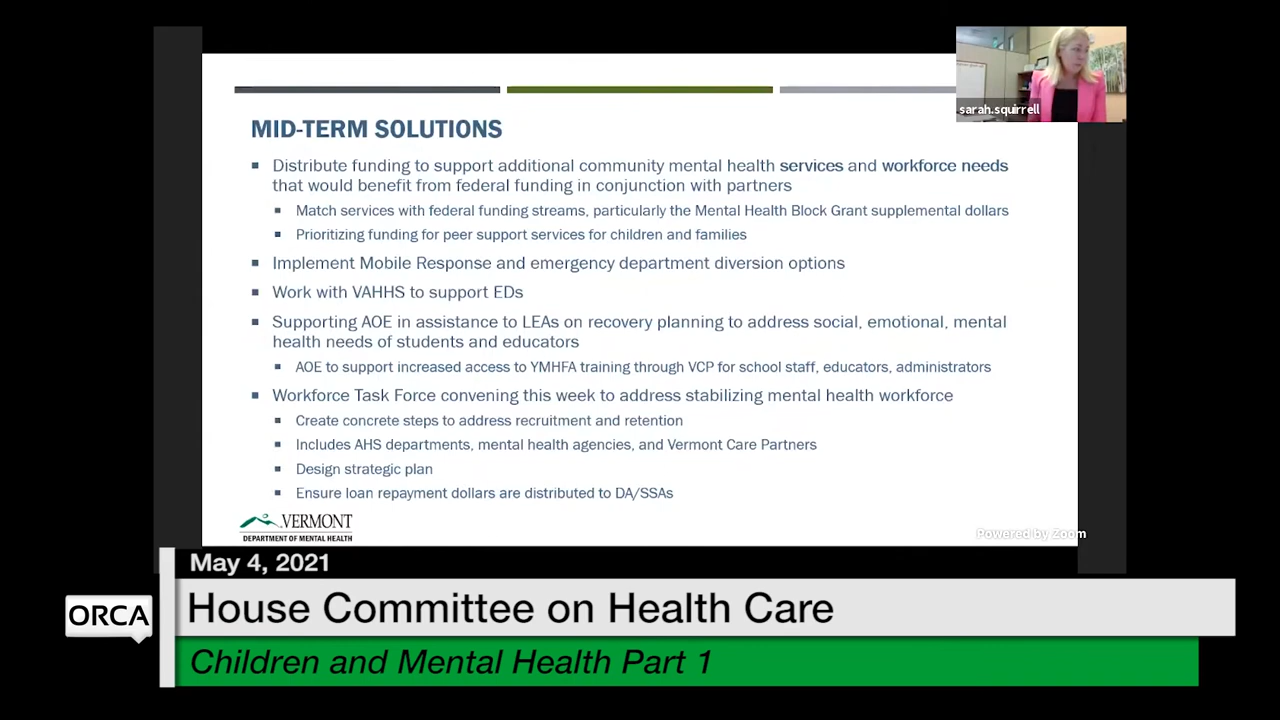 sarah.squirrell
MID-TERM SOLUTIONS
Distribute funding to support additional community mental health services and workforce needs
that would benefit from federal funding in conjunction with partners
Match services with federal funding streams, particularly the Mental Health Block Grant supplemental dollars
Prioritizing funding for peer support services for children and families
Implement Mobile Response and emergency department diversion options
Work with VAHHS to support EDs
Supporting AOE in assistance to LEAs on recovery planning to address social, emotional, mental
health needs of students and educators
AOE to support increased access to YMHFA training through VCP for school staff, educators, administrators
Workforce Task Force convening this week to address stabilizing mental health workforce
Create concrete steps to address recruitment and retention
Includes AHS departments, mental health agencies, and Vermont Care Partners
Design strategic plan
Ensure loan repayment dollars are distributed to DA/SSAs
VERMONT
DEPARTMENT OF MENTAL HEALTH
Powered by Zoom
May 4, 2021
ORCA
House Committee on Health Care
Children and Mental Health Part 1